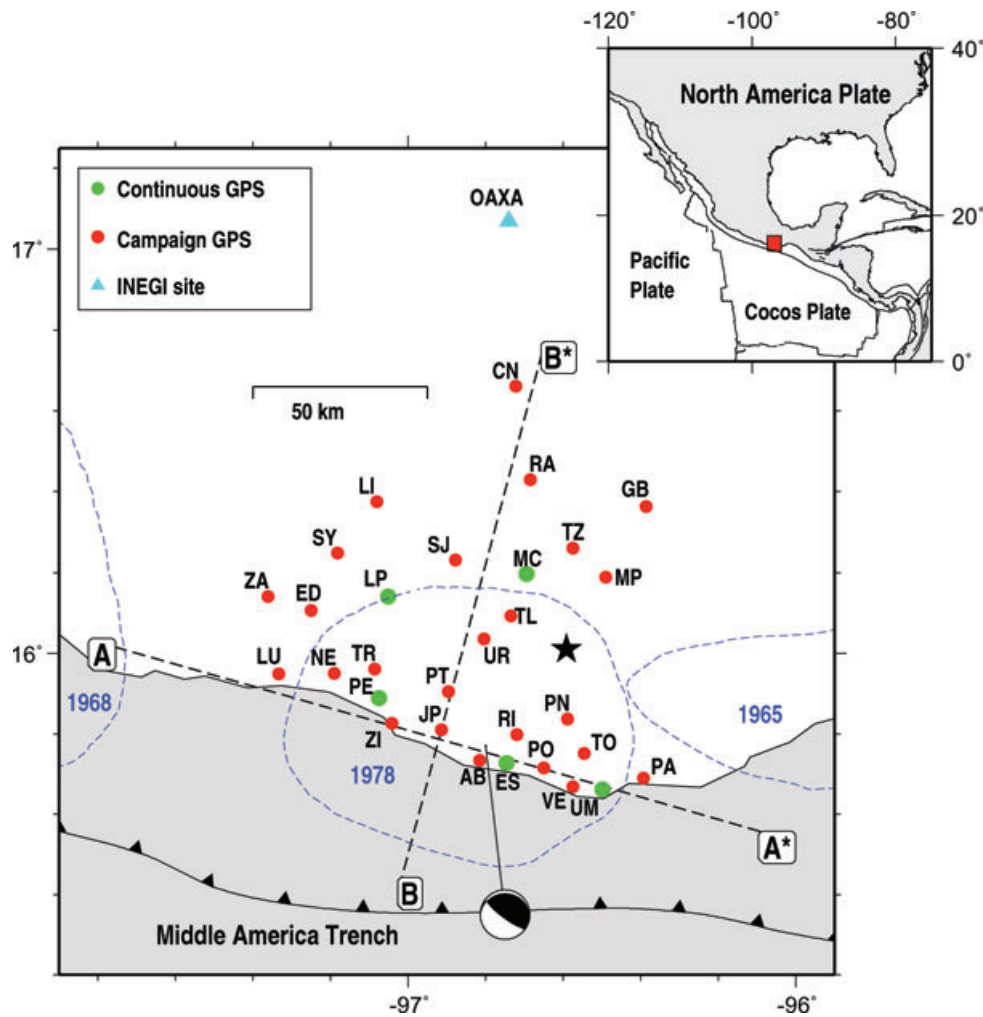 -120° -100° -80°
40°
North America Plate
20°
Pacific
Plate
Cocos Plate
0°
Continuous GPS
Campaign GPS
INEGI site
OAXA
17°
B*
CN
50 km
RA
LI
GB
SY
SJ
TZ
MC
MP
ZA
ED
LP
TL
16°
A
LU
NE
TR
UR
PE
PT
1968
JP
RI
PN
1965
ZI
TO
1978
AB
ES
PO
PA
VE
UM
A*
B
Middle America Trench
-97° -96°